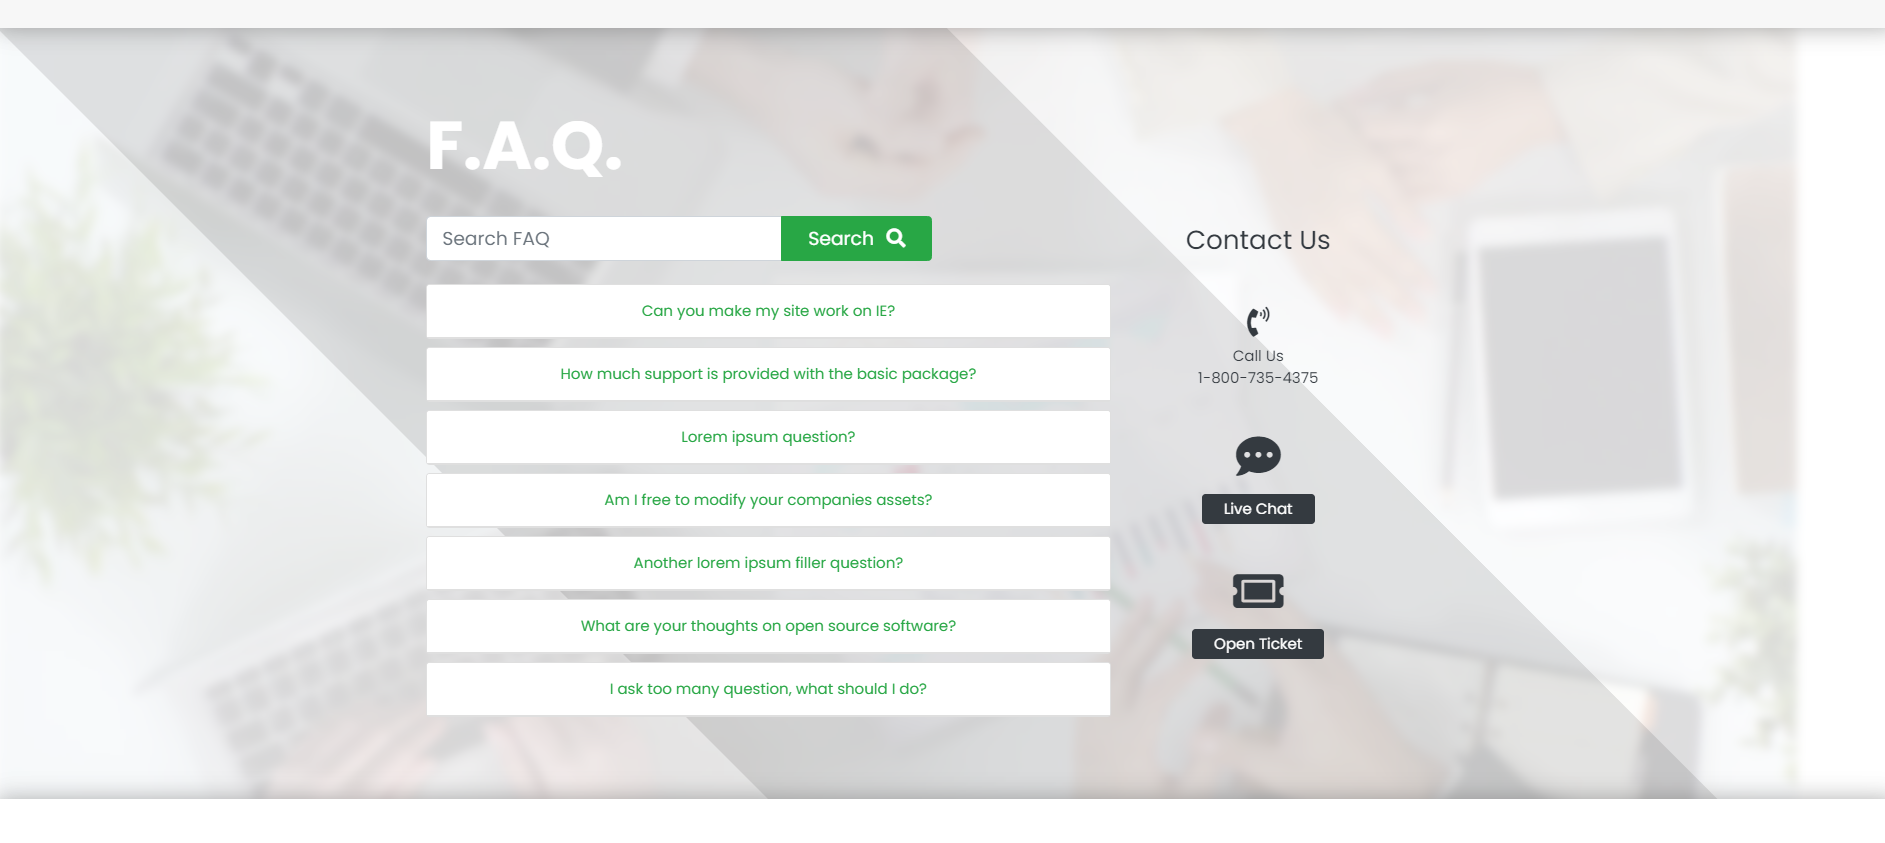 F.A.Q.
Search FAQ
Search
Can you make my site work on IE?
How much support is provided with the basic package?
Lorem ipsum question?
Am I free to modify your companies assets?
Another lorem ipsum filler question?
What are your thoughts on open source software?
I ask too many question, what should I do?
Contact Us
Call Us
1-800-735-4375
Live Chat
Open Ticket